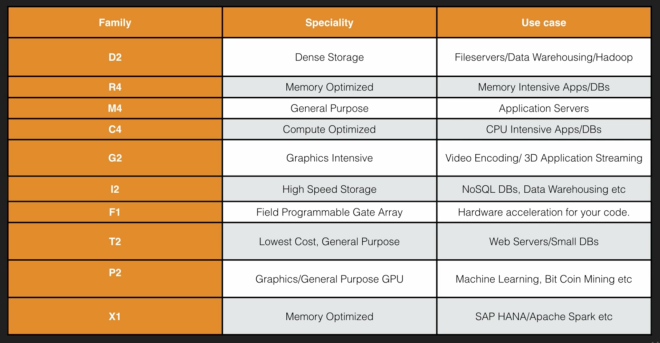 Family Speciality Use case
D2 Dense Storage Fileservers/Data Warehousing/Hadoop
R4 Memory Optimized Memory Intensive Apps/DBs
M4 General Purpose Application Servers
C4 Compute Optimized CPU Intensive Apps/DBs
G2 Graphics Intensive Video Encoding/ 3D Application Streaming
I2 High Speed Storage NoSQL DBs, Data Warehousing etc
F1 Field Programmable Gate Array Hardware acceleration for your code.
T2 Lowest Cost, General Purpose Web Servers/Small DBs
P2 Graphics/General Purpose GPU Machine Learning, Bit Coin Mining etc
X1 Memory Optimized SAP HANA/Apache Spark etc